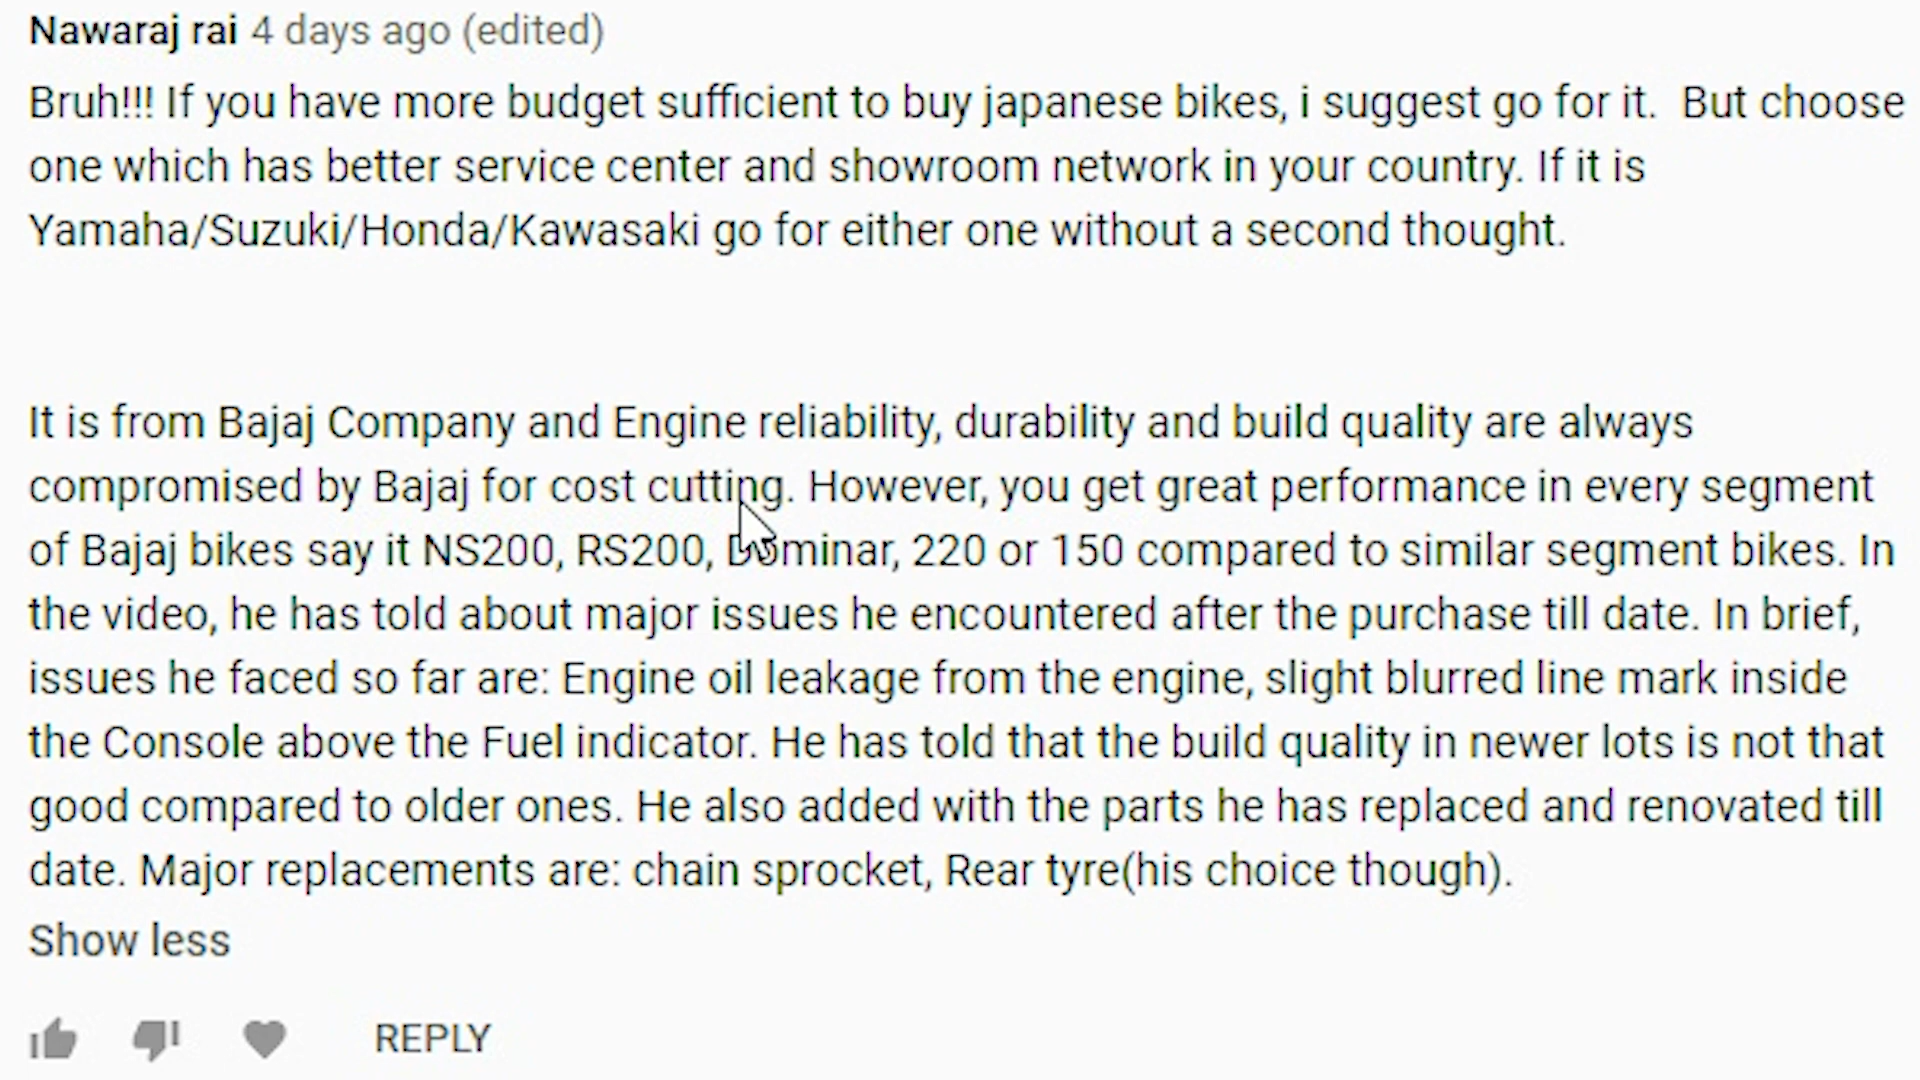 Nawaraj rai 4 days ago (edited)
Bruh!!! If you have more budget sufficient to buy japanese bikes, i suggest go for it.  But choose
one which has better service center and showroom network in your country. If it is
Yamaha/Suzuki/Honda/Kawasaki go for either one without a second thought.
It is from Bajaj Company and Engine reliability, durability and build quality are always
compromised by Bajaj for cost cutting. However, you get great performance in every segment
of Bajaj bikes say it NS200, RS200, Dominar, 220 or 150 compared to similar segment bikes. In
the video, he has told about major issues he encountered after the purchase till date. In brief,
issues he faced so far are: Engine oil leakage from the engine, slight blurred line mark inside
the Console above the Fuel indicator. He has told that the build quality in newer lots is not that
good compared to older ones. He also added with the parts he has replaced and renovated till
date. Major replacements are: chain sprocket, Rear tyre(his choice though).
Show less
REPLY